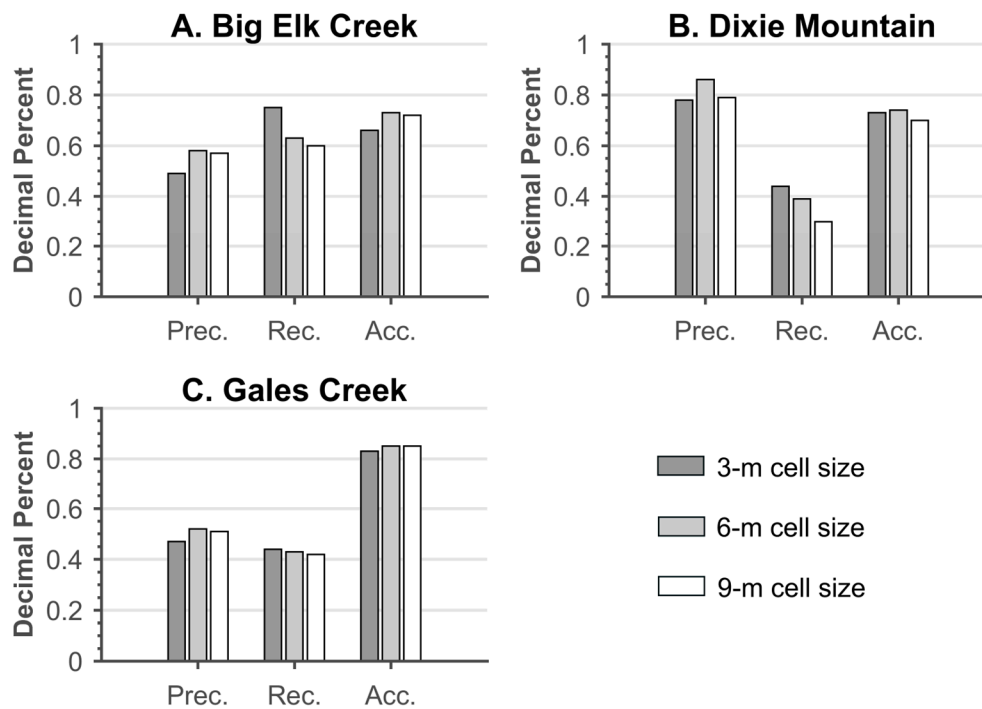 A. Big Elk Creek
Decimal Percent
1
0.8
0.6
0.4
0.2
0
Prec. Rec. Acc.
B. Dixie Mountain
Decimal Percent
1
0.8
0.6
0.4
0.2
0
Prec. Rec. Acc.
C. Gales Creek
Decimal Percent
1
0.8
0.6
0.4
0.2
0
Prec. Rec. Acc.
3-m cell size
6-m cell size
9-m cell size